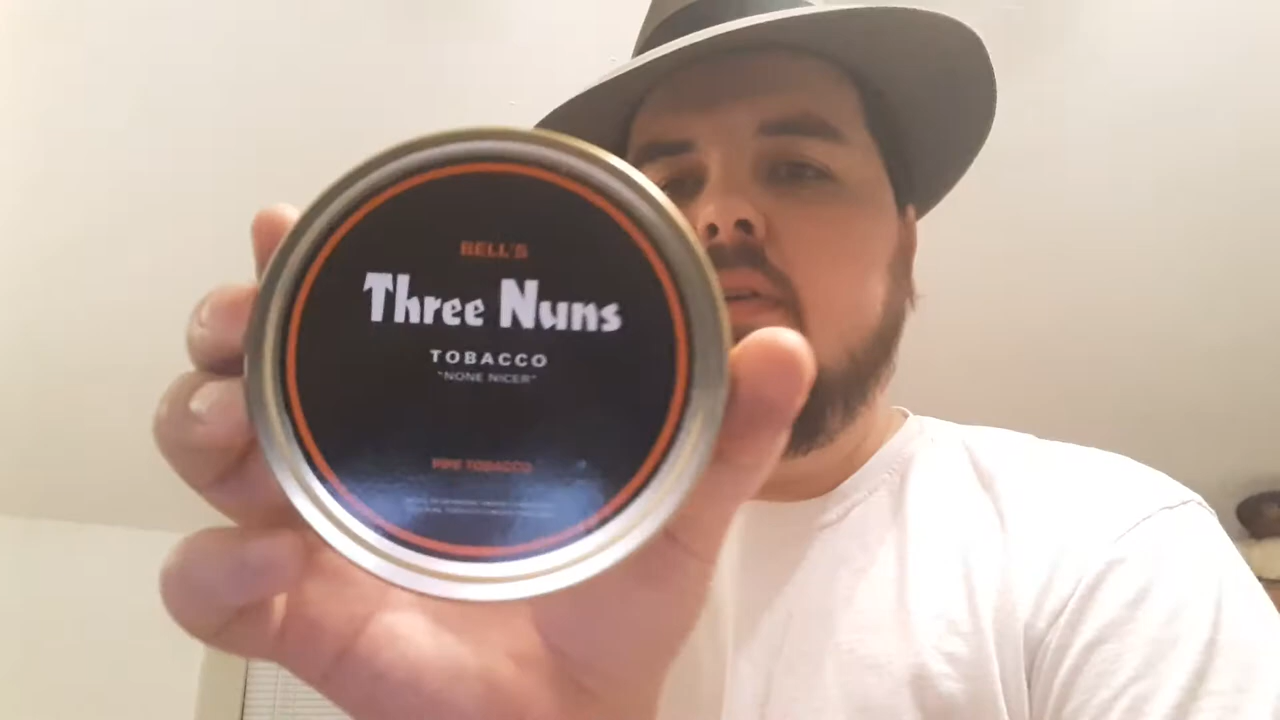 BELL'S
Three Nuns
TOBACCO
"NONE NICER"
PIPE TOBACCO